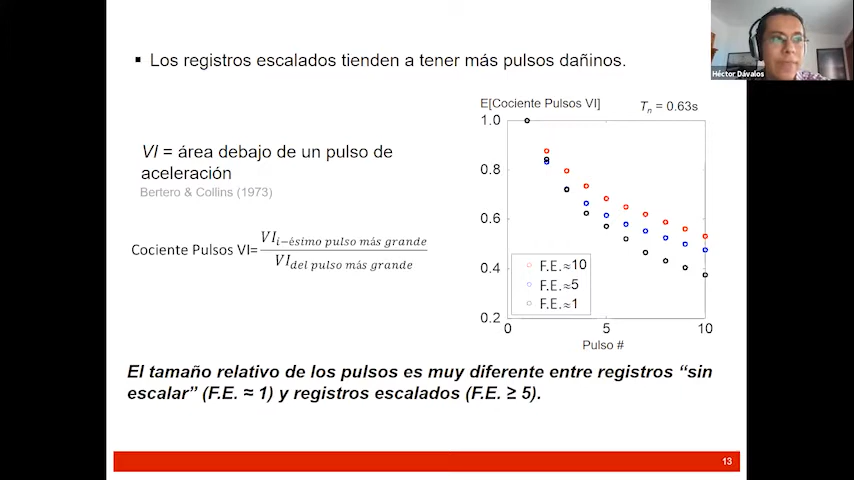 ▪ Los registros escalados tienden a tener más pulsos dañinos.
Héctor Dávalos
VI = área debajo de un pulso de
aceleración
Bertero & Collins (1973)
Cociente Pulsos VI= VI i−ésimo pulso más grande / VI del pulso más grande
E[Cociente Pulsos VI]
Tn = 0.63s
1.0
0.8
0.6
0.4
0.2
0
5
10
Pulso #
F.E.≈10
F.E.≈5
F.E.≈1
El tamaño relativo de los pulsos es muy diferente entre registros “sin
escalar” (F.E. ≈ 1) y registros escalados (F.E. ≥ 5).
13